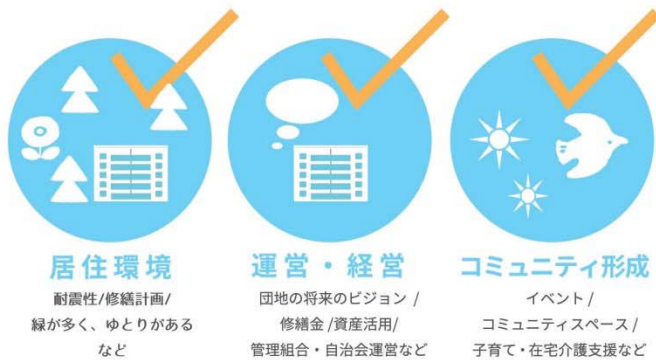 居住環境
耐震性/修繕計画/
緑が多く、ゆとりがある
など
運営・経営
団地の将来のビジョン /
修繕金 /資産活用/
管理組合・自治会運営など
コミュニティ形成
イベント /
コミュニティスペース /
子育て・在宅介護支援など